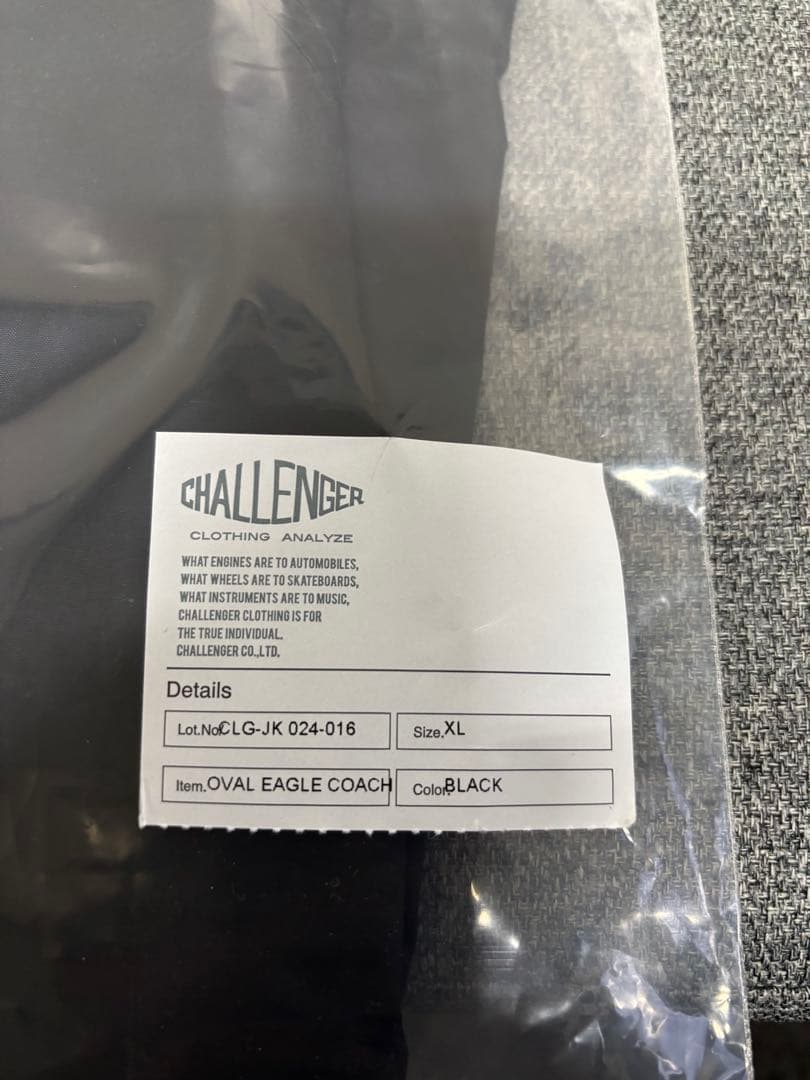 CHALLENGER
CLOTHING ANALYZE
WHAT ENGINES ARE TO AUTOMOBILES,
WHAT WHEELS ARE TO SKATEBOARDS,
WHAT INSTRUMENTS ARE TO MUSIC,
CHALLENGER CLOTHING IS FOR
THE TRUE INDIVIDUAL.
CHALLENGER CO.,LTD.
Details
Lot.No. CLG-JK 024-016
Size. XL
Item. OVAL EAGLE COACH
Color. BLACK